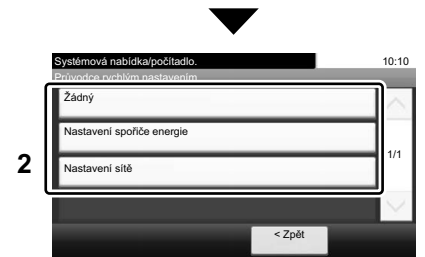 Systémová nabídka/počítadlo. 10:10
Průvodce rychlým nastavením
Žádný
Nastavení spořiče energie
1/1
2
Nastavení sítě
< Zpět